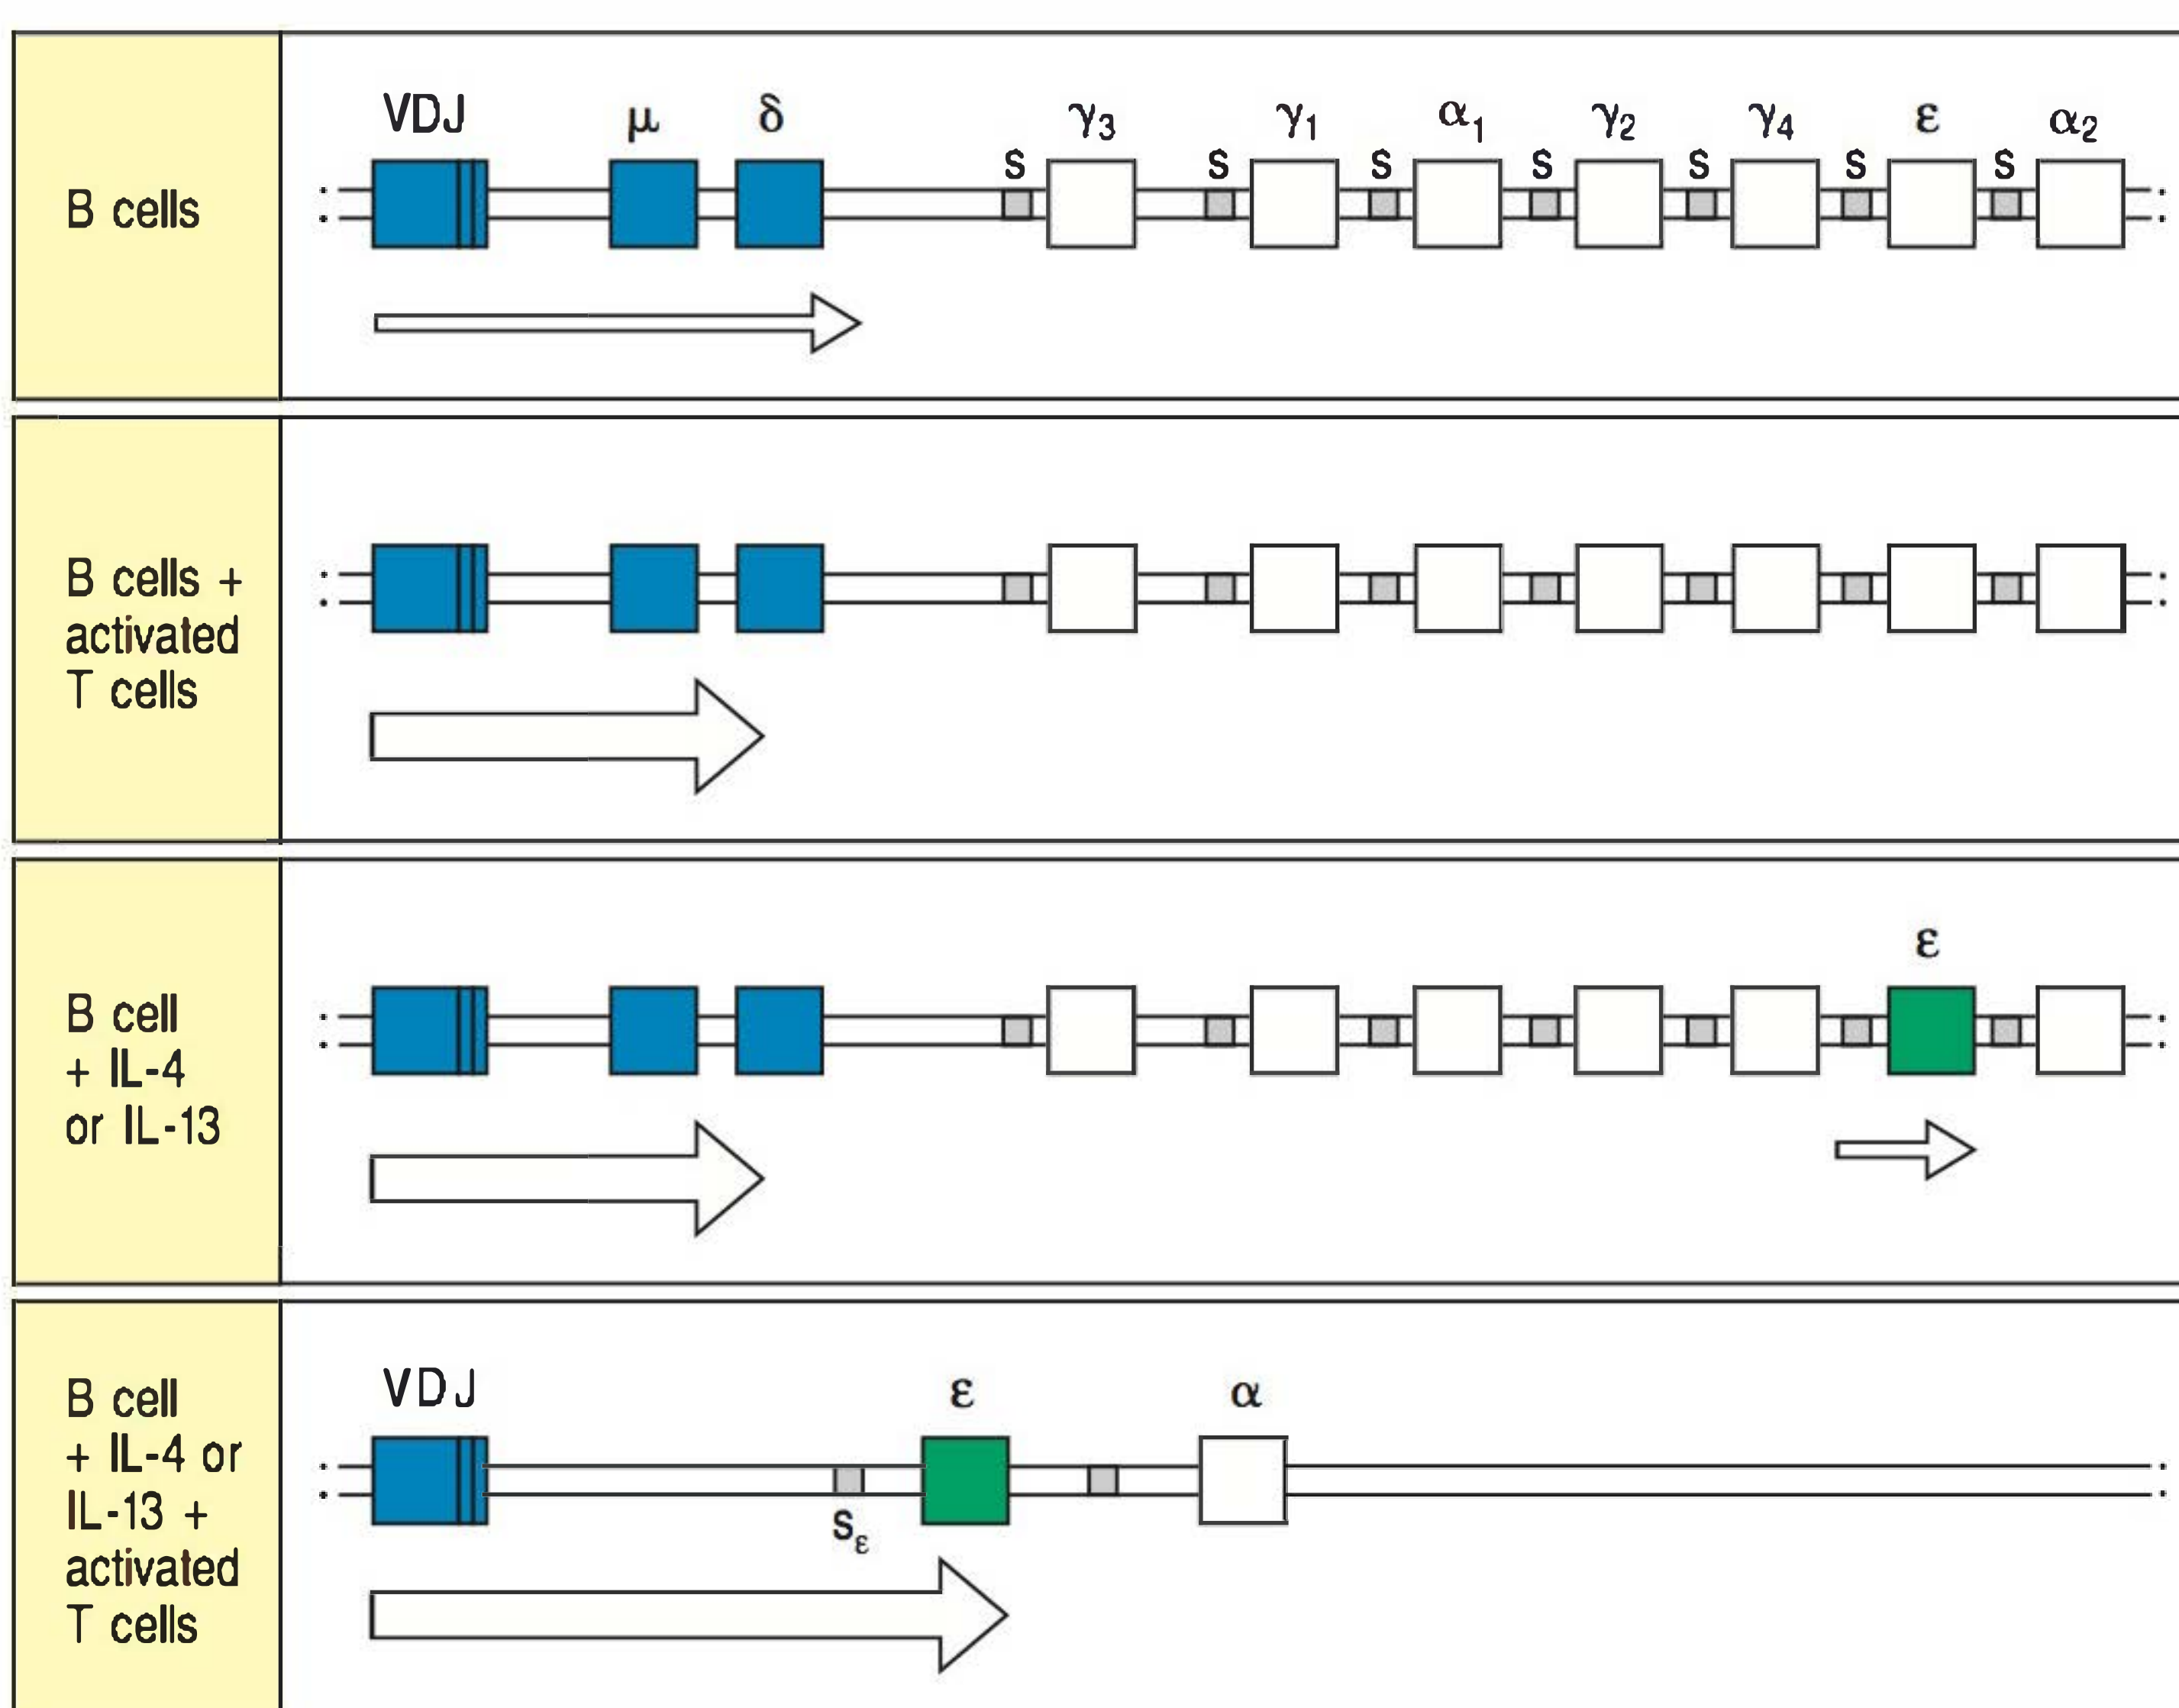 VDJ μ δ γ3 γ1 α1 γ2 γ4 ε α2
S S S S S S S
B cells
B cells +
activated
T cells
ε
B cell
+ IL-4
or IL-13
VDJ ε α
B cell
+ IL-4 or
IL-13 +
activated
T cells
Sε